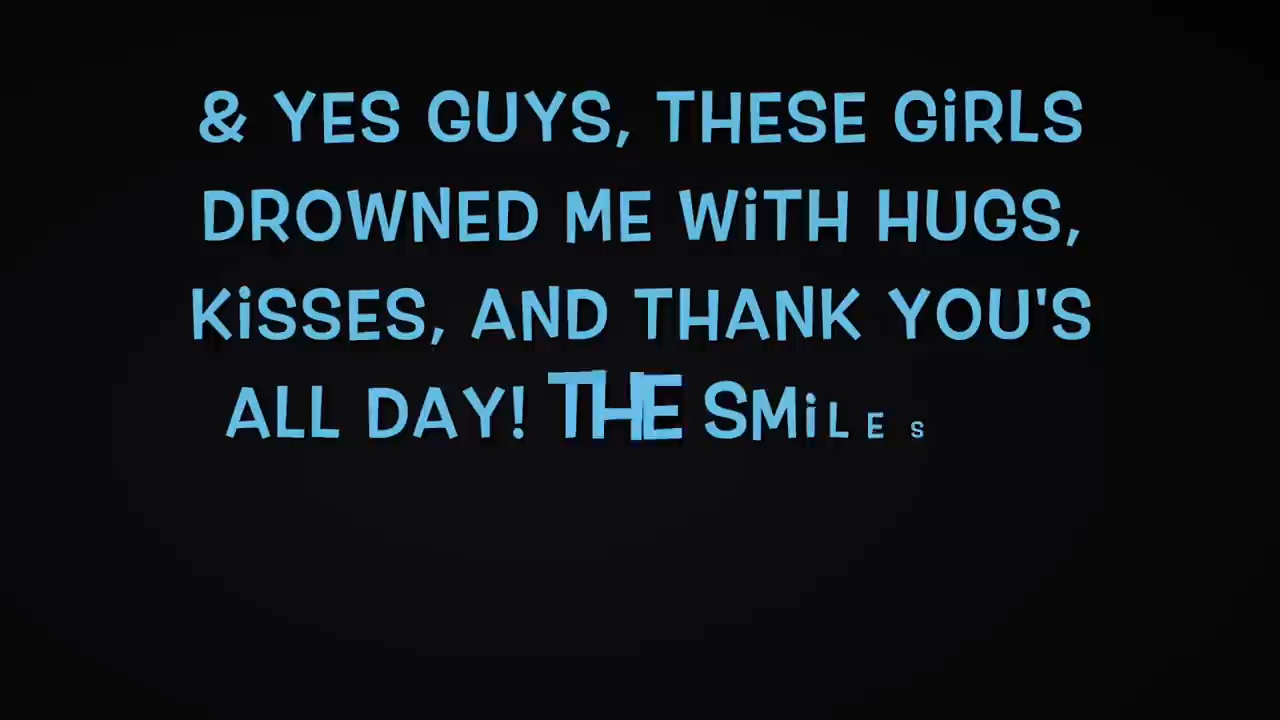 & YES GUYS, THESE GiRLS
DROWNED ME WiTH HUGS,
KiSSES, AND THANK YOU'S
ALL DAY! THE SMiLES